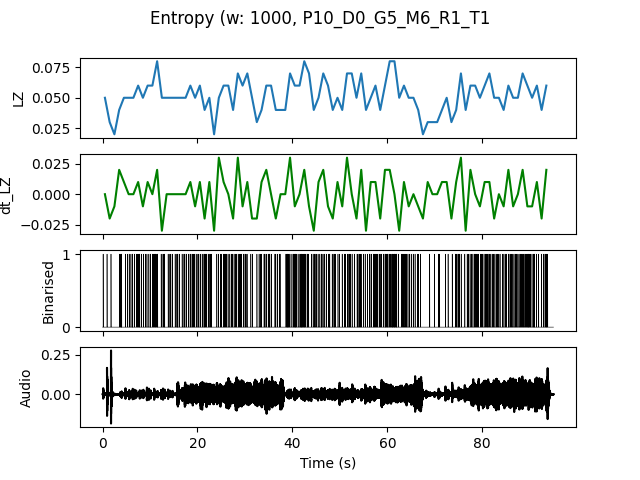 Entropy (w: 1000, P10_D0_G5_M6_R1_T1
0.075
0.050
0.025
LZ
0.025
0.000
−0.025
dt_LZ
1
0
Binarised
0.25
0.00
Audio
0 20 40 60 80
Time (s)